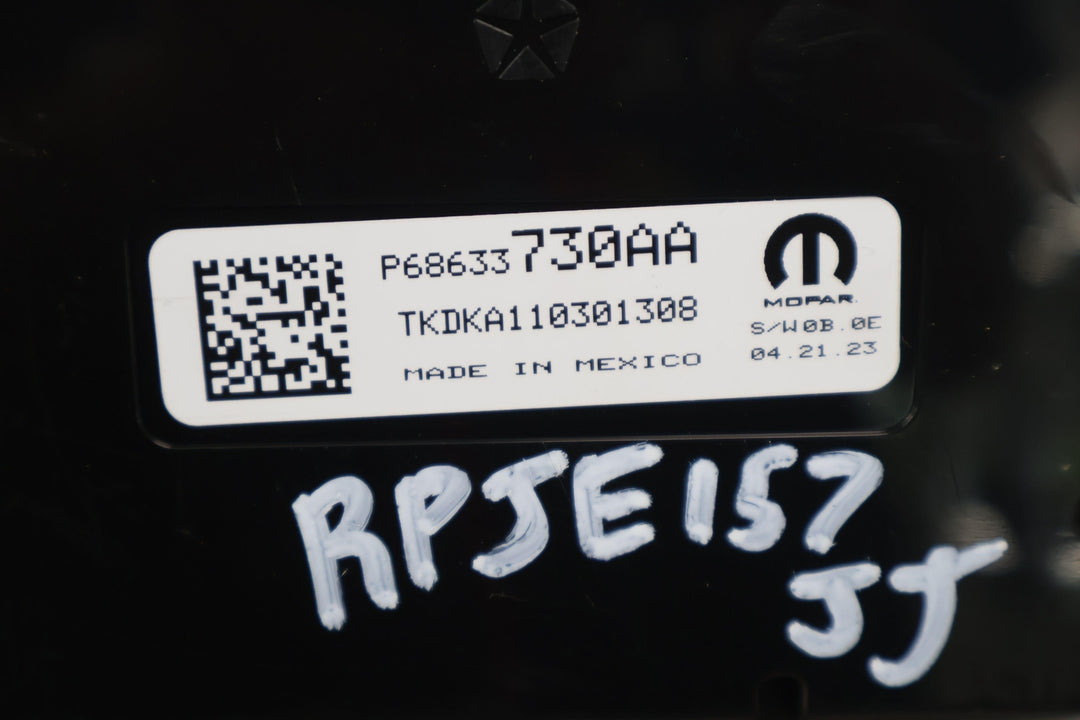 P68633730AA
TKDKA110301308
MADE IN MEXICO
MOPAR
S/W0B.0E
04.21.23
RPJE157
JJ